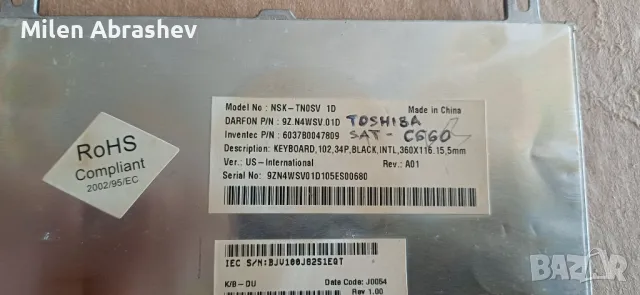 Milen Abrashev
Model No : NSK-TN0SV 1D
Made in China
DARFON P/N : 9Z.N4WSV.01D
TOSHIBA
Inventec P/N : 6037B0047809
SAT - C660
Description: KEYBOARD,102,34P,BLACK,INTL,360X116.15,5mm
Ver.: US-International
Rev.: A01
Serial No: 9ZN4WSV01D105ES00680
RoHS
Compliant
2002/95/EC
IEC S/N:BJV100J8251EQT
K/B-DU
Date Code: J0054
Rev 1.00
bazar